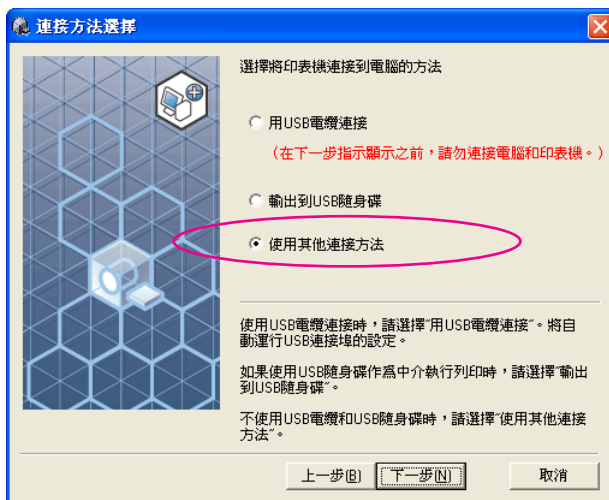 連接方法選擇
選擇將印表機連接到電腦的方法
用USB電纜連接
（在下一步指示顯示之前，請勿連接電腦和印表機。）
輸出到USB隨身碟
使用其他連接方法
使用USB電纜連接時，請選擇˝用USB電纜連接˝。將自
動運行USB連接埠的設定。
如果使用USB隨身碟作爲中介執行列印時，請選擇˝輸出
到USB隨身碟˝。
不使用USB電纜和USB隨身碟時，請選擇˝使用其他連接
方法˝。
上一步(B) 下一步(N) 取消